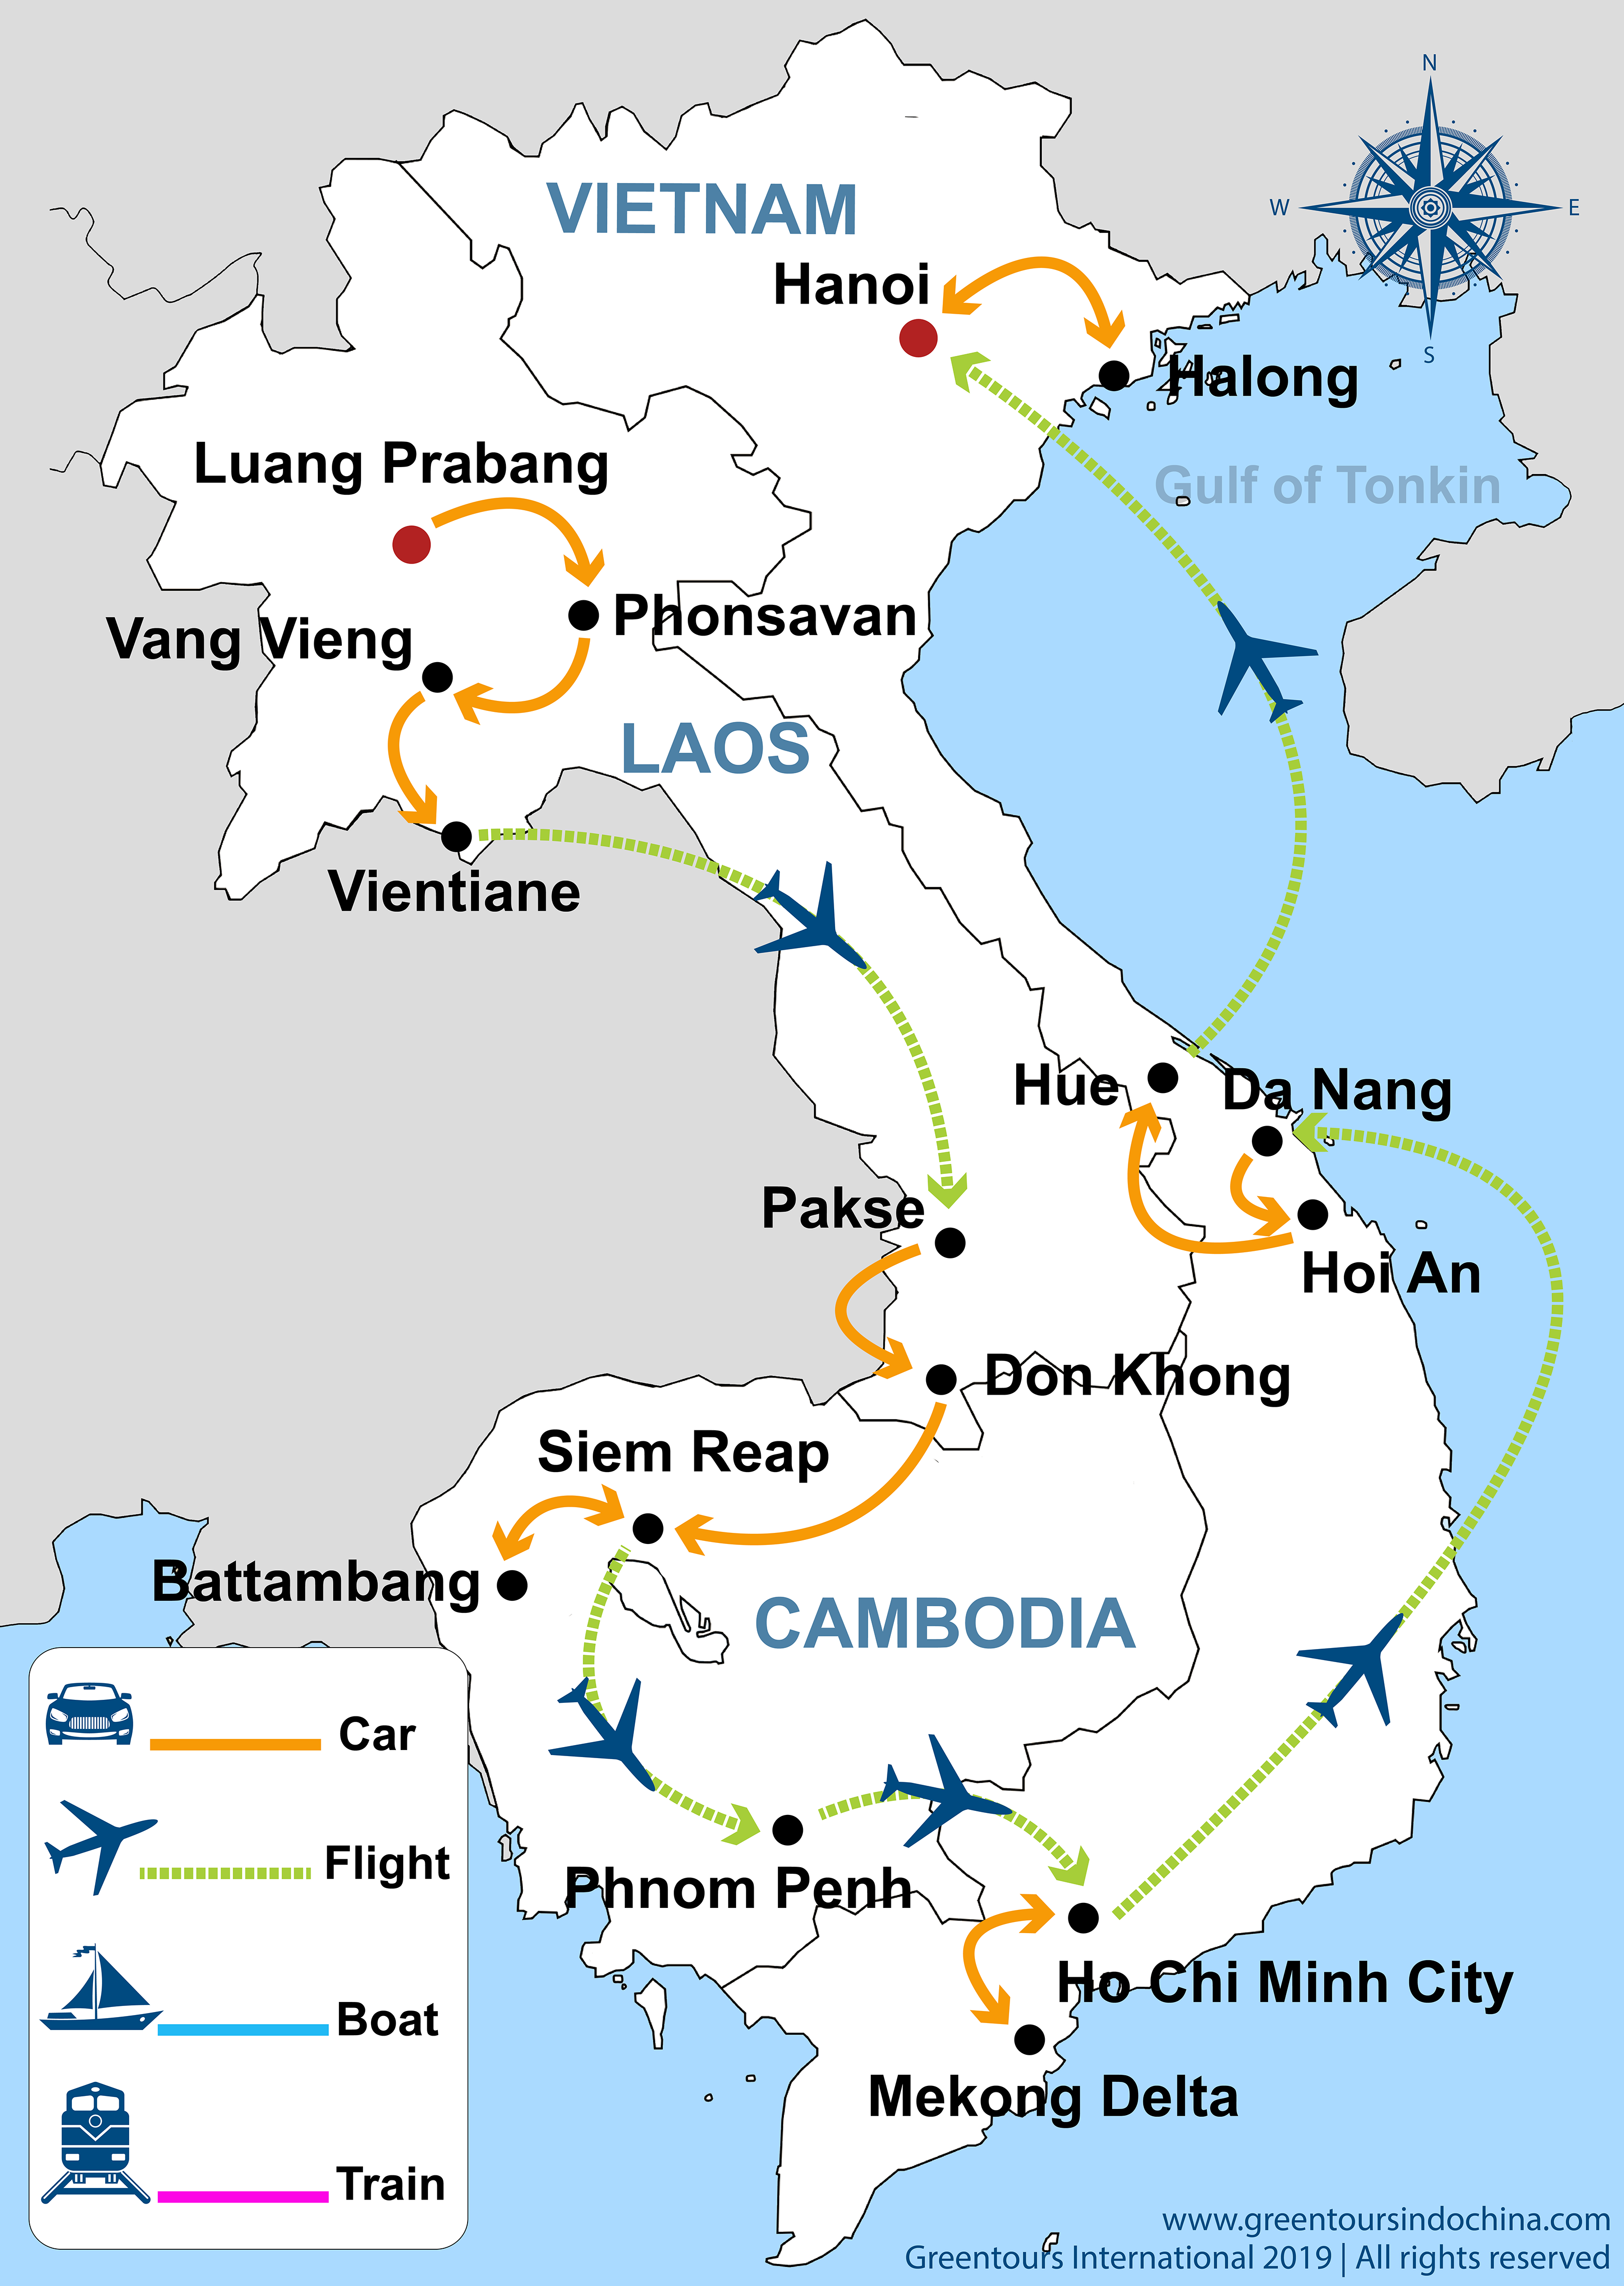 N
W
E
S
VIETNAM
Hanoi
Halong
Luang Prabang
Gulf of Tonkin
Phonsavan
Vang Vieng
LAOS
Vientiane
Hue
Da Nang
Pakse
Hoi An
Don Khong
Siem Reap
Battambang
CAMBODIA
Phnom Penh
Ho Chi Minh City
Mekong Delta
Car
Flight
Boat
Train
www.greentoursindochina.com
Greentours International 2019 | All rights reserved